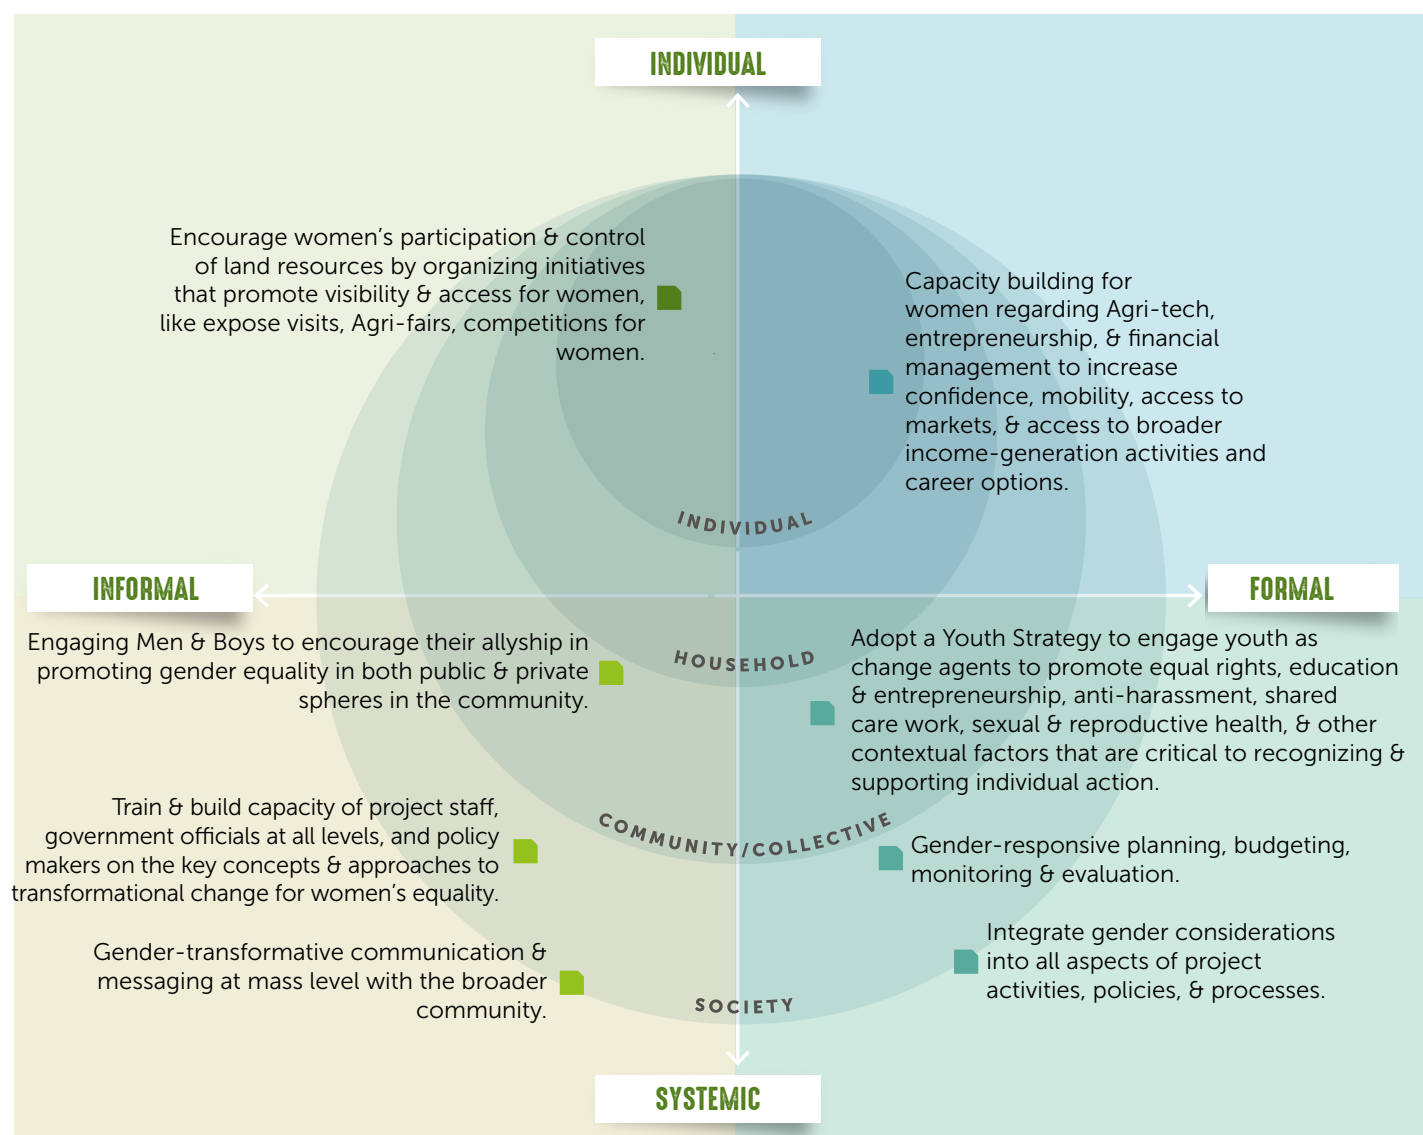 INDIVIDUAL
Encourage women's participation & control
of land resources by organizing initiatives
that promote visibility & access for women,
like expose visits, Agri-fairs, competitions for
women.
Capacity building for
women regarding Agri-tech,
entrepreneurship, & financial
management to increase
confidence, mobility, access to
markets, & access to broader
income-generation activities and
career options.
INDIVIDUAL
INFORMAL
FORMAL
Engaging Men & Boys to encourage their allyship in
promoting gender equality in both public & private
spheres in the community.
HOUSEHOLD
Adopt a Youth Strategy to engage youth as
change agents to promote equal rights, education
& entrepreneurship, anti-harassment, shared
care work, sexual & reproductive health, & other
contextual factors that are critical to recognizing &
supporting individual action.
Train & build capacity of project staff,
government officials at all levels, and policy
makers on the key concepts & approaches to
transformational change for women's equality.
COMMUNITY/COLLECTIVE
Gender-responsive planning, budgeting,
monitoring & evaluation.
Gender-transformative communication &
messaging at mass level with the broader
community.
SOCIETY
Integrate gender considerations
into all aspects of project
activities, policies, & processes.
SYSTEMIC